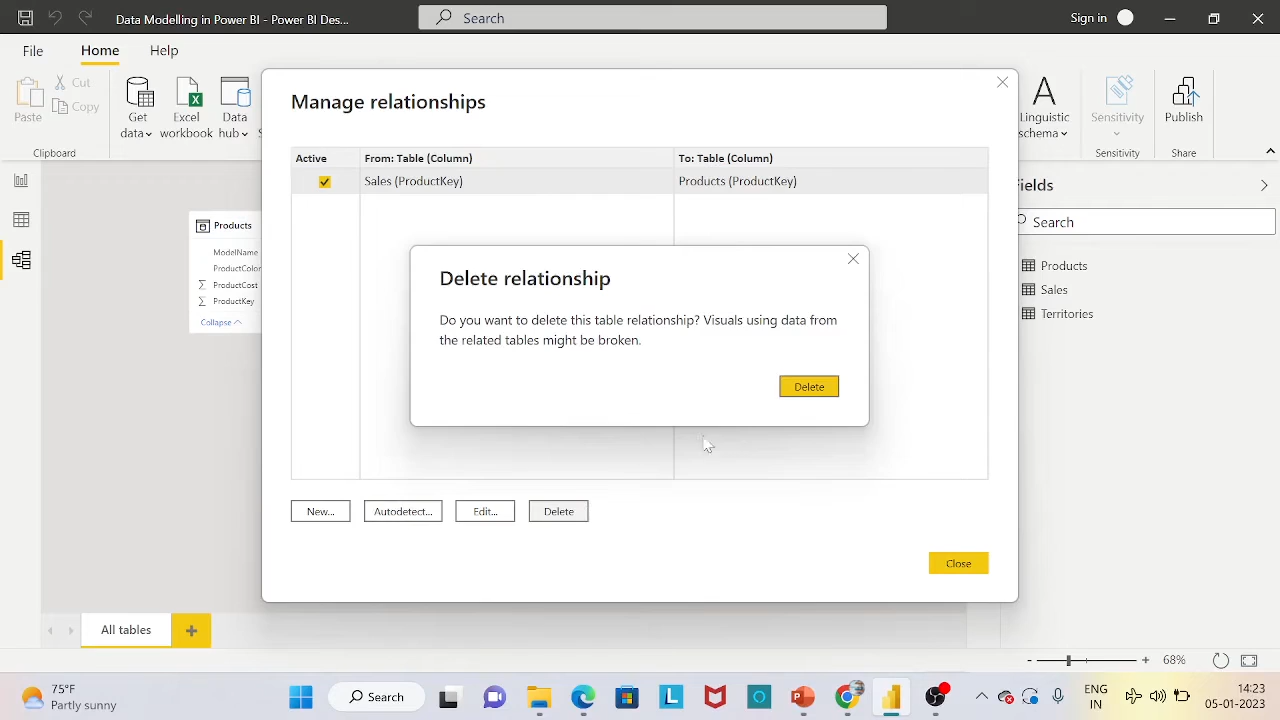 Data Modelling in Power BI - Power BI Des...
Search
Sign in
File
Home
Help
Paste
Cut
Copy
Clipboard
Get
data
Excel
workbook
Data
hub
Linguistic
schema
Sensitivity
Sensitivity
Publish
Share
Manage relationships
Active
From: Table (Column)
To: Table (Column)
Sales (ProductKey)
Products (ProductKey)
Delete relationship
Do you want to delete this table relationship? Visuals using data from
the related tables might be broken.
Delete
New...
Autodetect...
Edit...
Delete
Close
Products
ModelName
ProductColor
ProductCost
ProductKey
Collapse
Search
Products
Sales
Territories
All tables
- + 68%
75°F
Partly sunny
Search
ENG
IN
14:23
05-01-2023